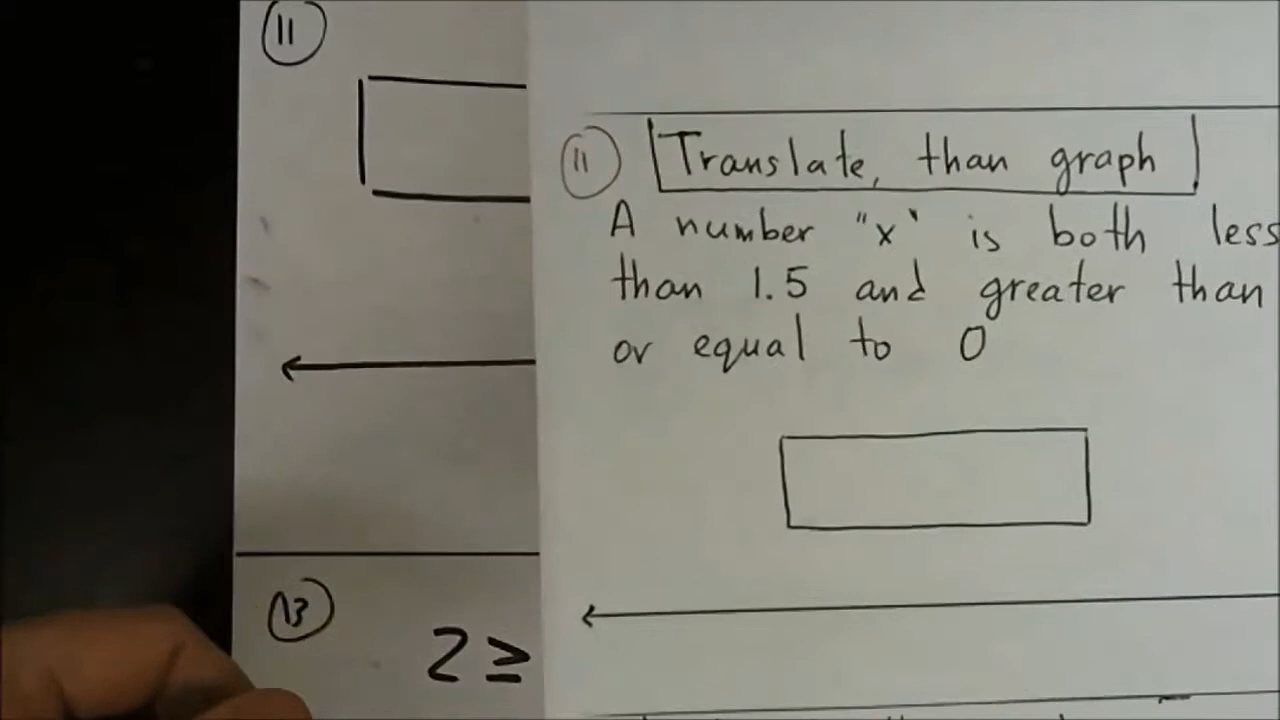 11
11 Translate, than graph
A number "x" is both less
than 1.5 and greater than
or equal to 0
13
2 ≥